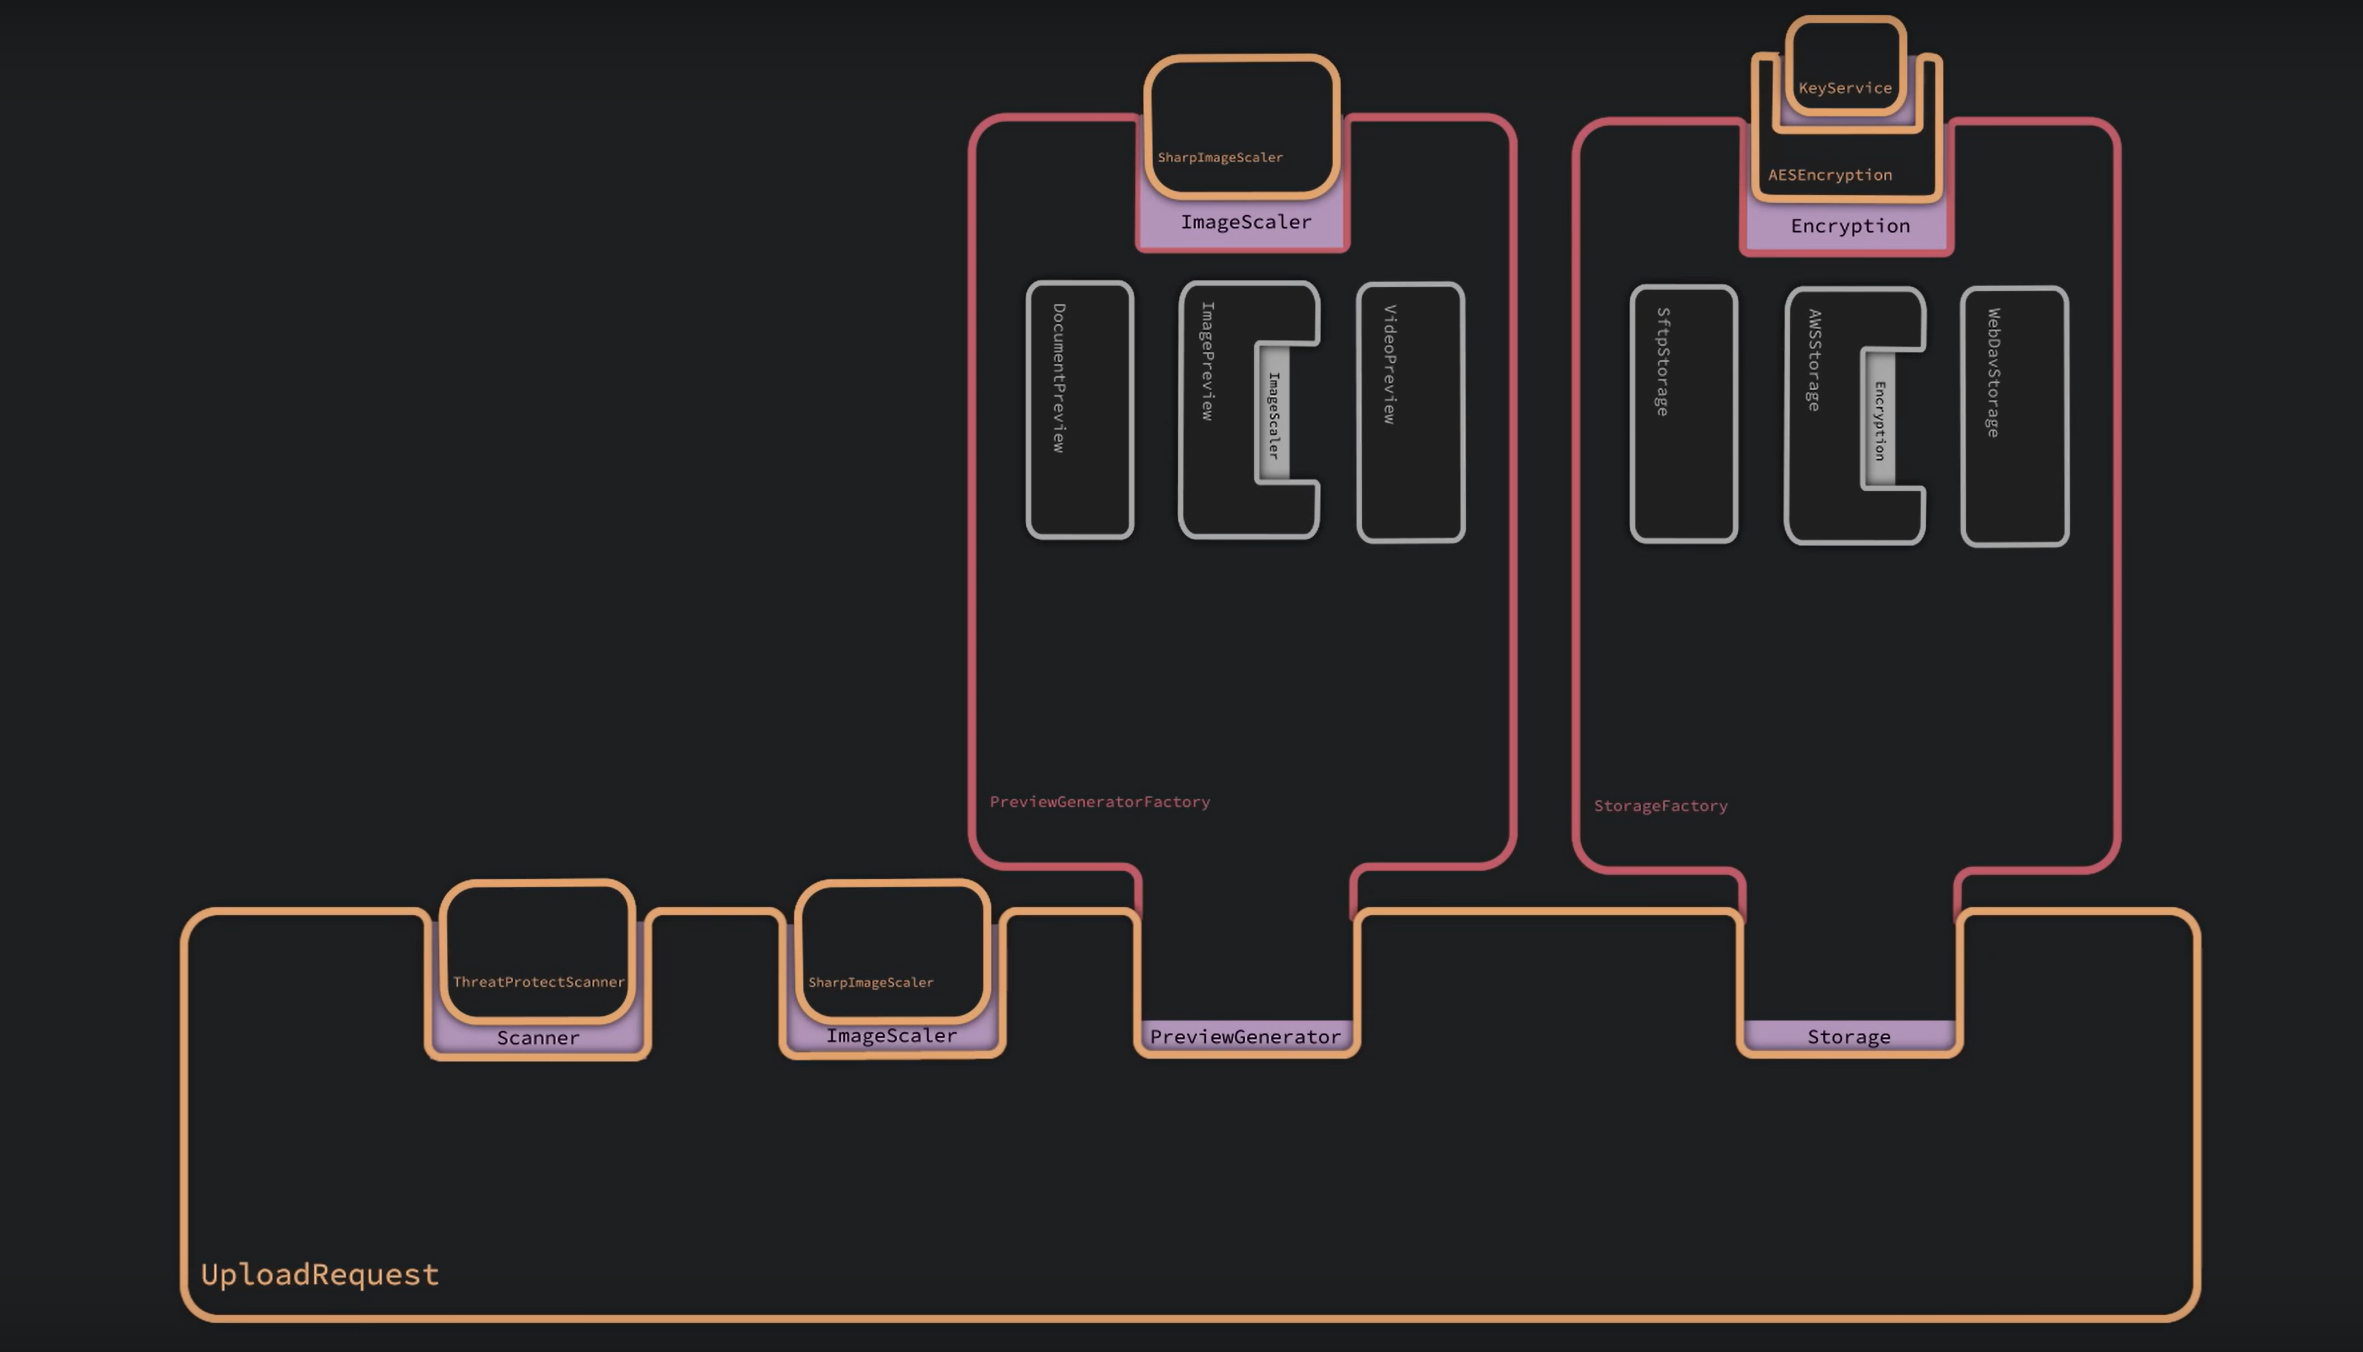 KeyService
SharpImageScaler
AESEncryption
ImageScaler
Encryption
DocumentPreview
ImagePreview
ImageScaler
VideoPreview
SftpStorage
AWSStorage
Encryption
WebDavStorage
PreviewGeneratorFactory
StorageFactory
ThreatProtectScanner
SharpImageScaler
Scanner
ImageScaler
PreviewGenerator
Storage
UploadRequest